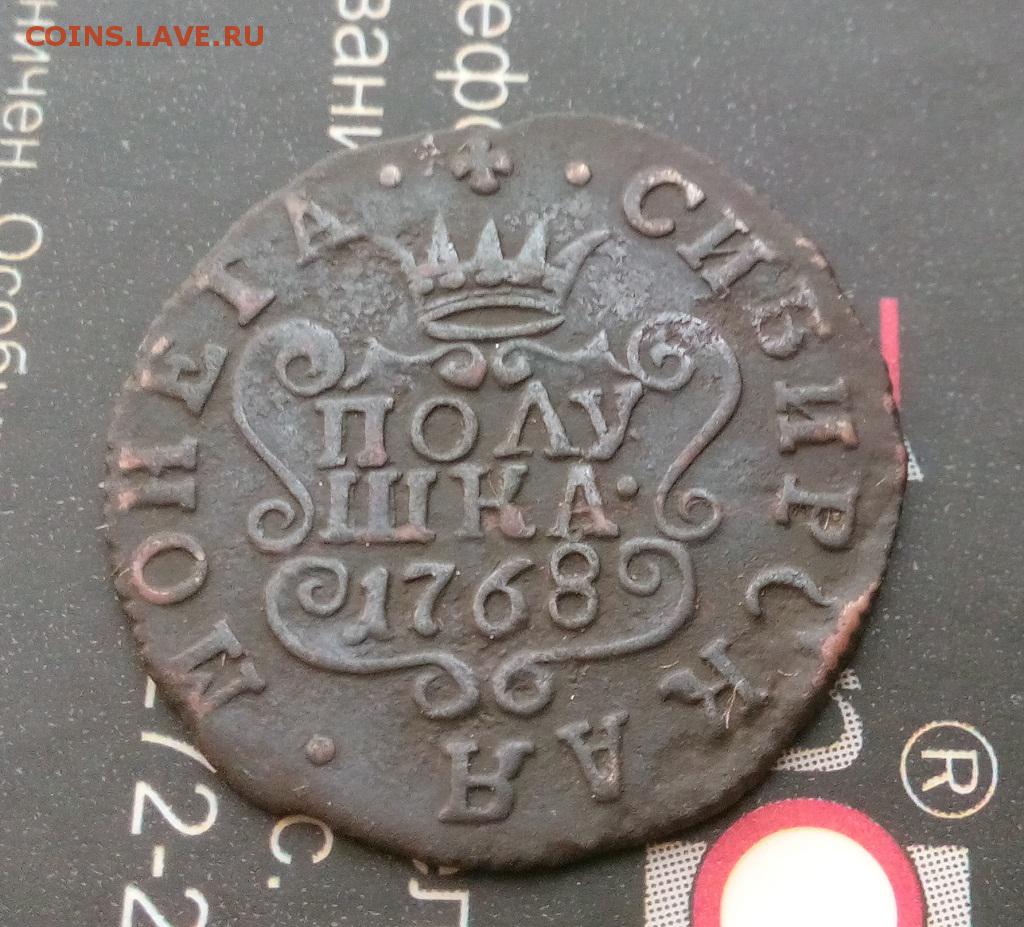 COINS.LAVE.RU
СИБИРСКАЯ МОНЕТА
ПОЛУ
ШКА
1768
®